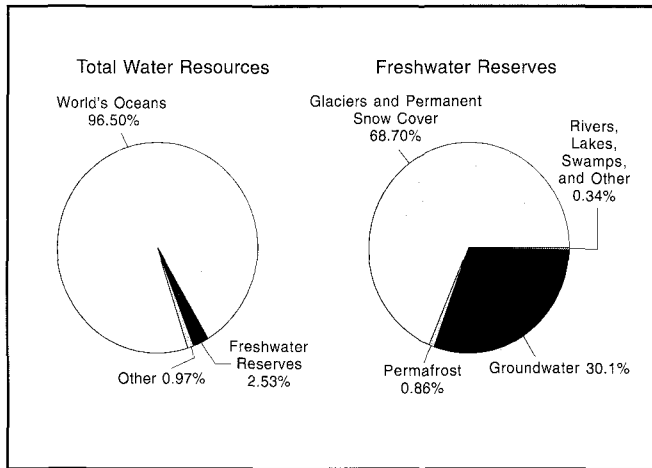 Total Water Resources
World's Oceans
96.50%
Other 0.97%
Freshwater
Reserves
2.53%
Freshwater Reserves
Glaciers and Permanent
Snow Cover
68.70%
Rivers,
Lakes,
Swamps,
and Other
0.34%
Permafrost
0.86%
Groundwater 30.1%